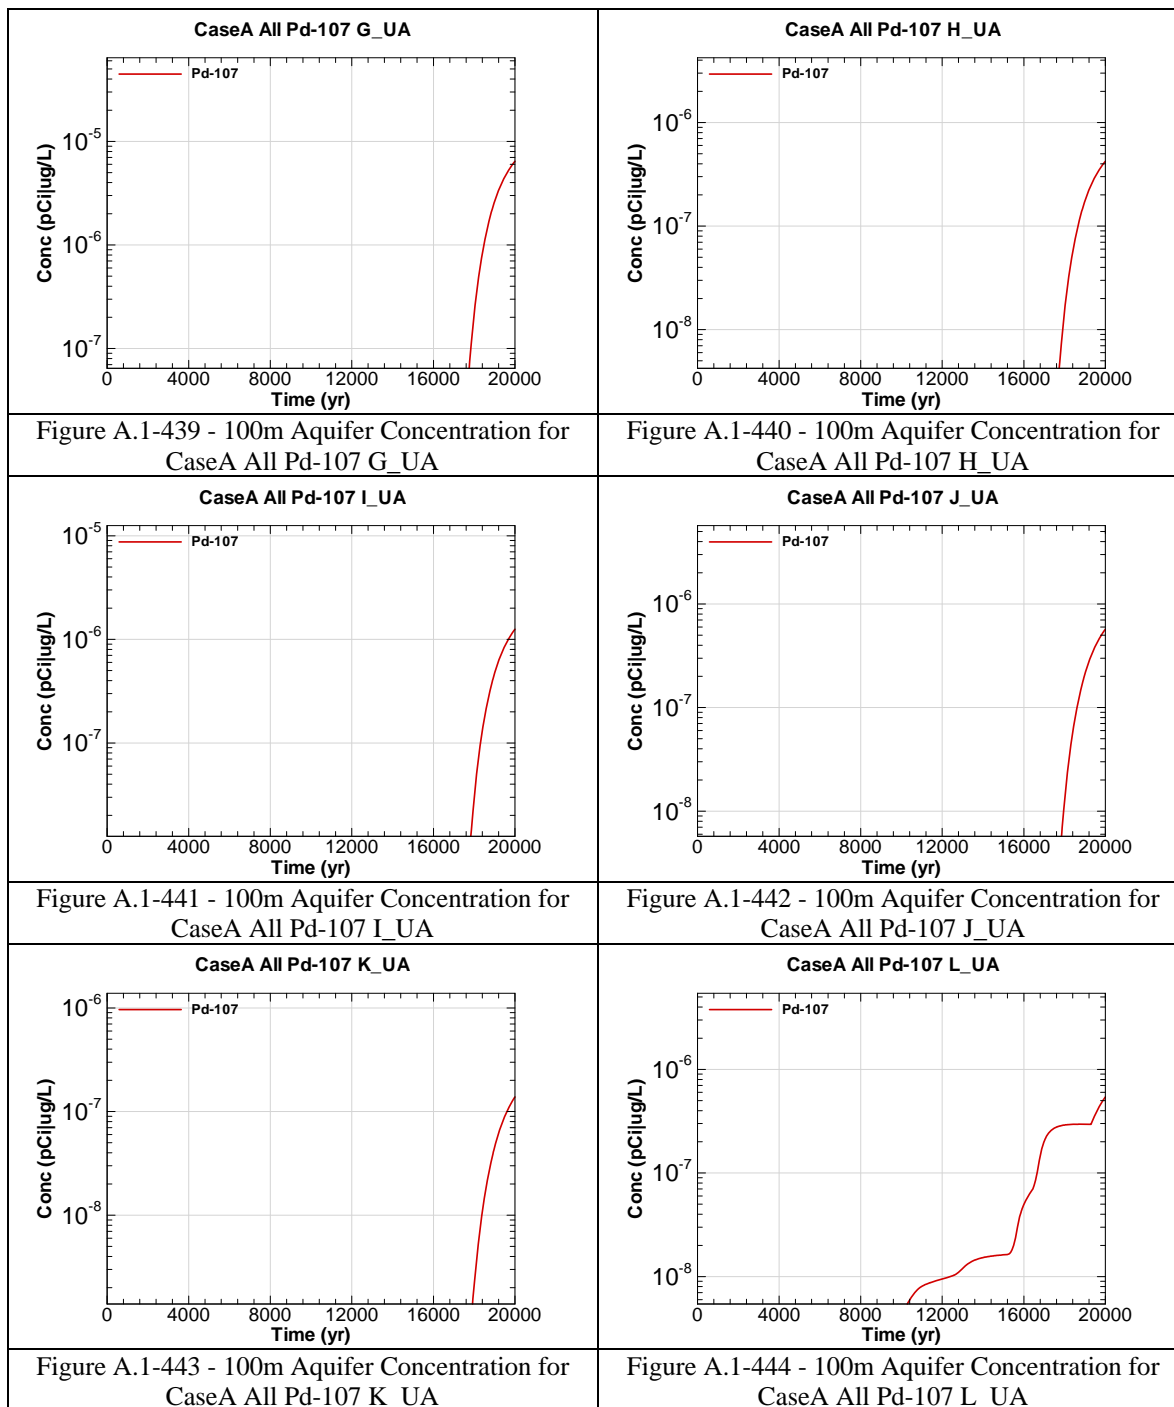 CaseA All Pd-107 G_UA
Pd-107
10^-5
10^-6
10^-7
Conc (pCi|ug/L)
0 4000 8000 12000 16000 20000
Time (yr)
Figure A.1-439 - 100m Aquifer Concentration for
CaseA All Pd-107 G_UA
CaseA All Pd-107 H_UA
Pd-107
10^-6
10^-7
10^-8
Conc (pCi|ug/L)
0 4000 8000 12000 16000 20000
Time (yr)
Figure A.1-440 - 100m Aquifer Concentration for
CaseA All Pd-107 H_UA
CaseA All Pd-107 I_UA
Pd-107
10^-5
10^-6
10^-7
Conc (pCi|ug/L)
0 4000 8000 12000 16000 20000
Time (yr)
Figure A.1-441 - 100m Aquifer Concentration for
CaseA All Pd-107 I_UA
CaseA All Pd-107 J_UA
Pd-107
10^-6
10^-7
10^-8
Conc (pCi|ug/L)
0 4000 8000 12000 16000 20000
Time (yr)
Figure A.1-442 - 100m Aquifer Concentration for
CaseA All Pd-107 J_UA
CaseA All Pd-107 K_UA
Pd-107
10^-6
10^-7
10^-8
Conc (pCi|ug/L)
0 4000 8000 12000 16000 20000
Time (yr)
Figure A.1-443 - 100m Aquifer Concentration for
CaseA All Pd-107 K_UA
CaseA All Pd-107 L_UA
Pd-107
10^-6
10^-7
10^-8
Conc (pCi|ug/L)
0 4000 8000 12000 16000 20000
Time (yr)
Figure A.1-444 - 100m Aquifer Concentration for
CaseA All Pd-107 L_UA